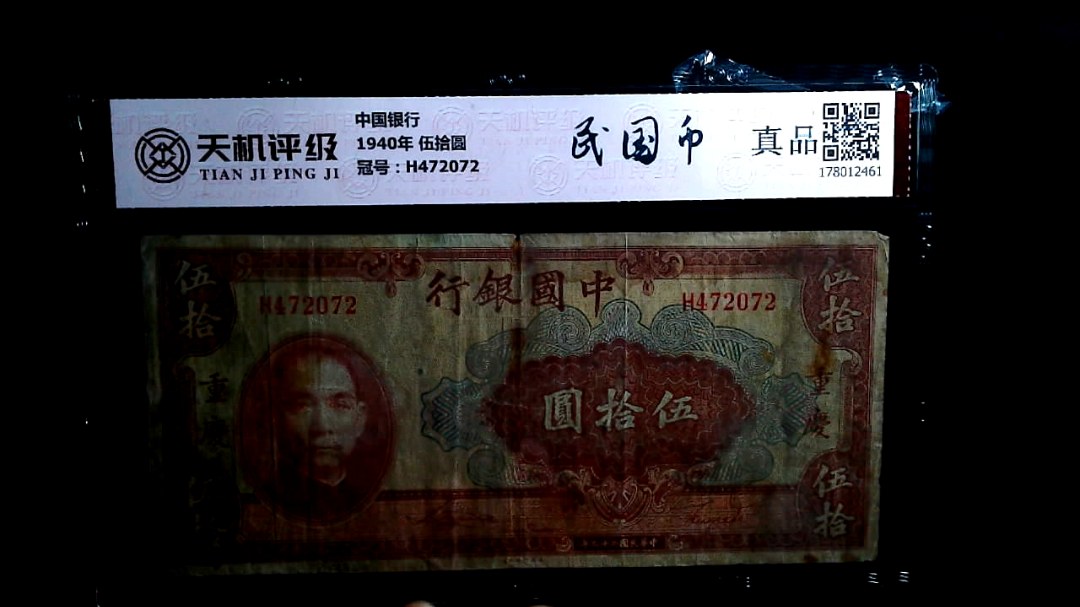 天机评级
TIAN JI PING JI
中国银行
1940年 伍拾圆
冠号：H472072
民国币
真品
178012461
伍拾
伍拾
行銀國中
H472072
H472072
重
重慶
圓拾伍
伍拾